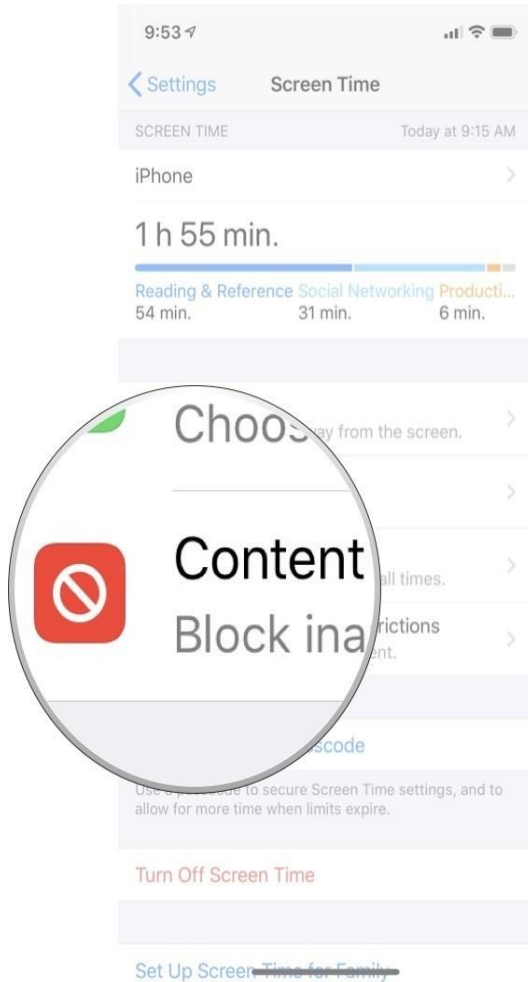 9:53
Settings Screen Time
SCREEN TIME Today at 9:15 AM
iPhone
1 h 55 min.
Reading & Reference Social Networking Producti...
54 min. 31 min. 6 min.
Choos
ay from the screen.
Content
all times.
Block ina
rictions
ent.
scode
Use a passcode to secure Screen Time settings, and to
allow for more time when limits expire.
Turn Off Screen Time
Set Up Screen Time for Family